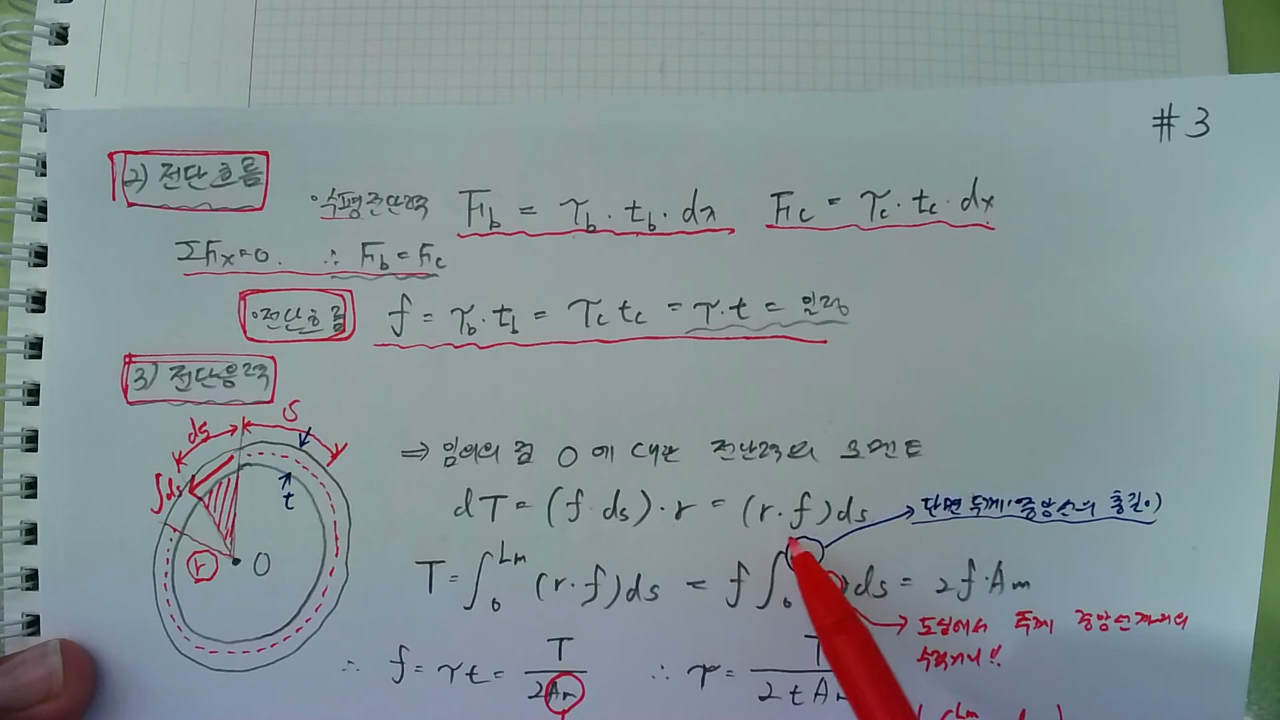 #3
2) 전단흐름
수평전단력 F_b = τ_b · t_b · dx  F_c = τ_c · t_c · dx
ΣF_x = 0. ∴ F_b = F_c
전단흐름 f = τ_b · t_b = τ_c t_c = τ · t = 일정
3) 전단응력
ds S
⇒ 임의의 점 O에 대한 전단력의 모멘트
t
dT = (f · ds) · r = (r · f) ds → 단면 두께 중앙선의 총길이)
r O
T = ∫₀^Lm (r · f) ds = f ∫₀ ds = 2f · Am
→ 도심에서 두께 중앙선까지의
수직거리!!
∴ f = τt = T / 2Am ∴ τ = T / 2tAm